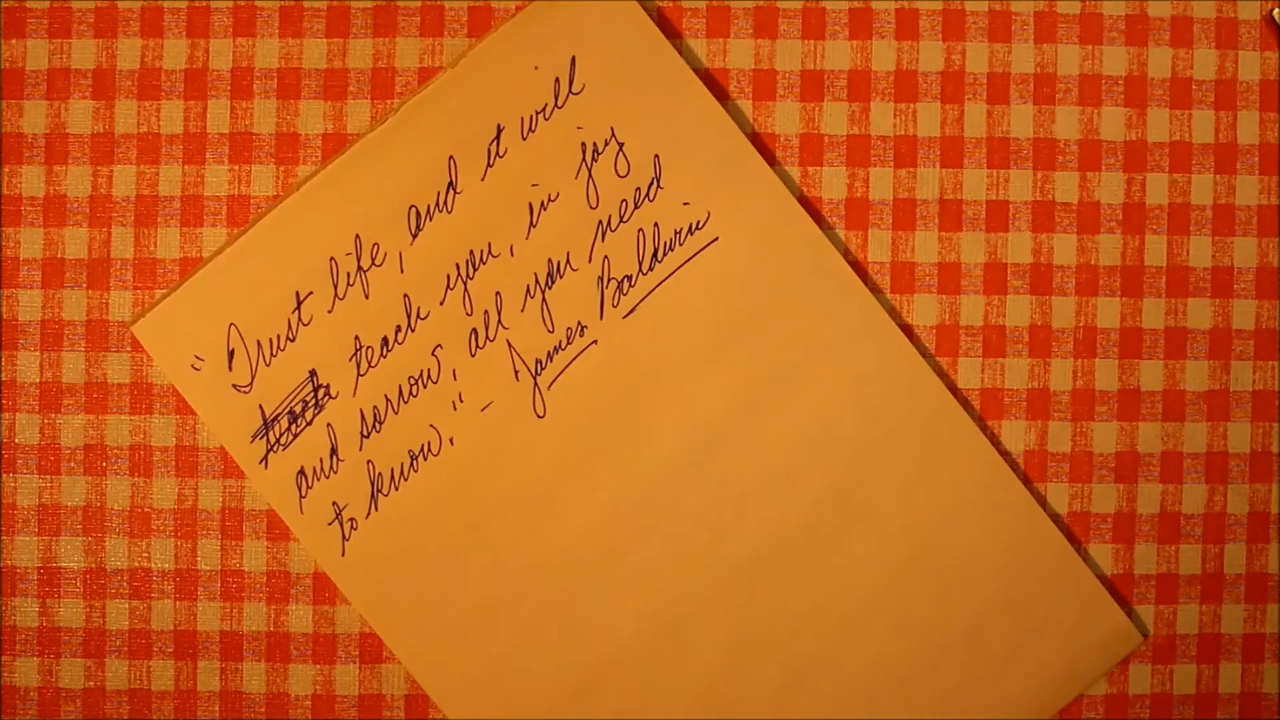 "Trust life, and it will
teach you, in joy
and sorrow, all you need
to know." - James Baldwin